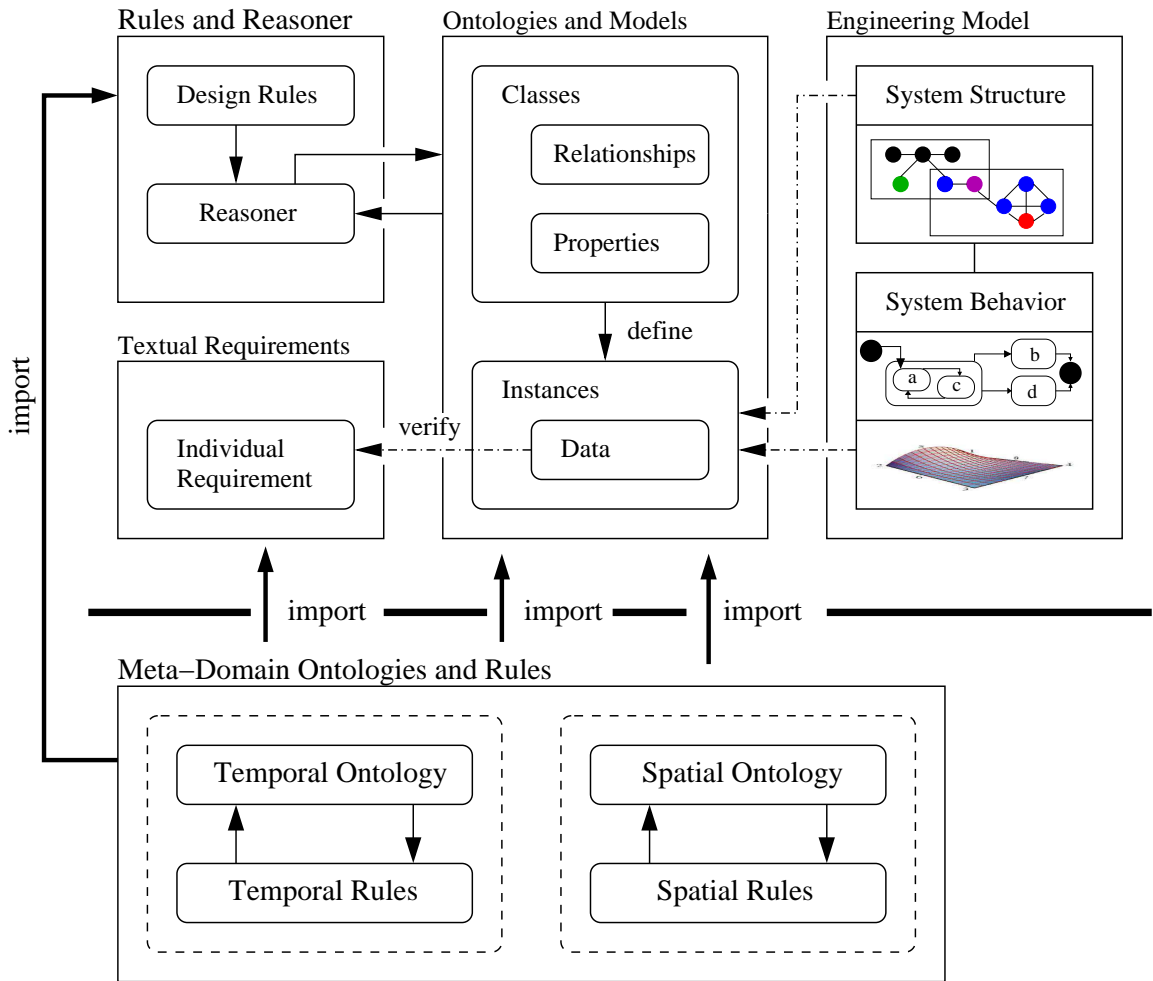 Rules and Reasoner
Design Rules
Reasoner
Ontologies and Models
Classes
Relationships
Properties
define
Instances
Data
Engineering Model
System Structure
System Behavior
a
c
b
d
Textual Requirements
Individual
Requirement
verify
import
import
import
import
Meta–Domain Ontologies and Rules
Temporal Ontology
Temporal Rules
Spatial Ontology
Spatial Rules